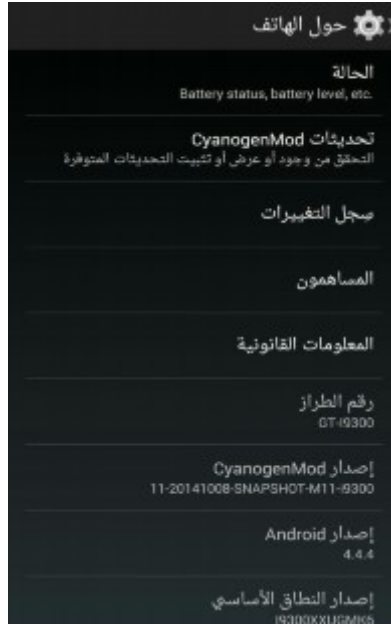 حول الهاتف
الحالة
Battery status, battery level, etc.
تحديثات CyanogenMod
التحقق من وجود أو عرض أو تثبيت التحديثات المتوفرة
سجل التغييرات
المساهمون
المعلومات القانونية
رقم الطراز
GT-I9300
إصدار CyanogenMod
11-20141008-SNAPSHOT-M11-i9300
إصدار Android
4.4.4
إصدار النطاق الأساسي
I9300XXUGMK6